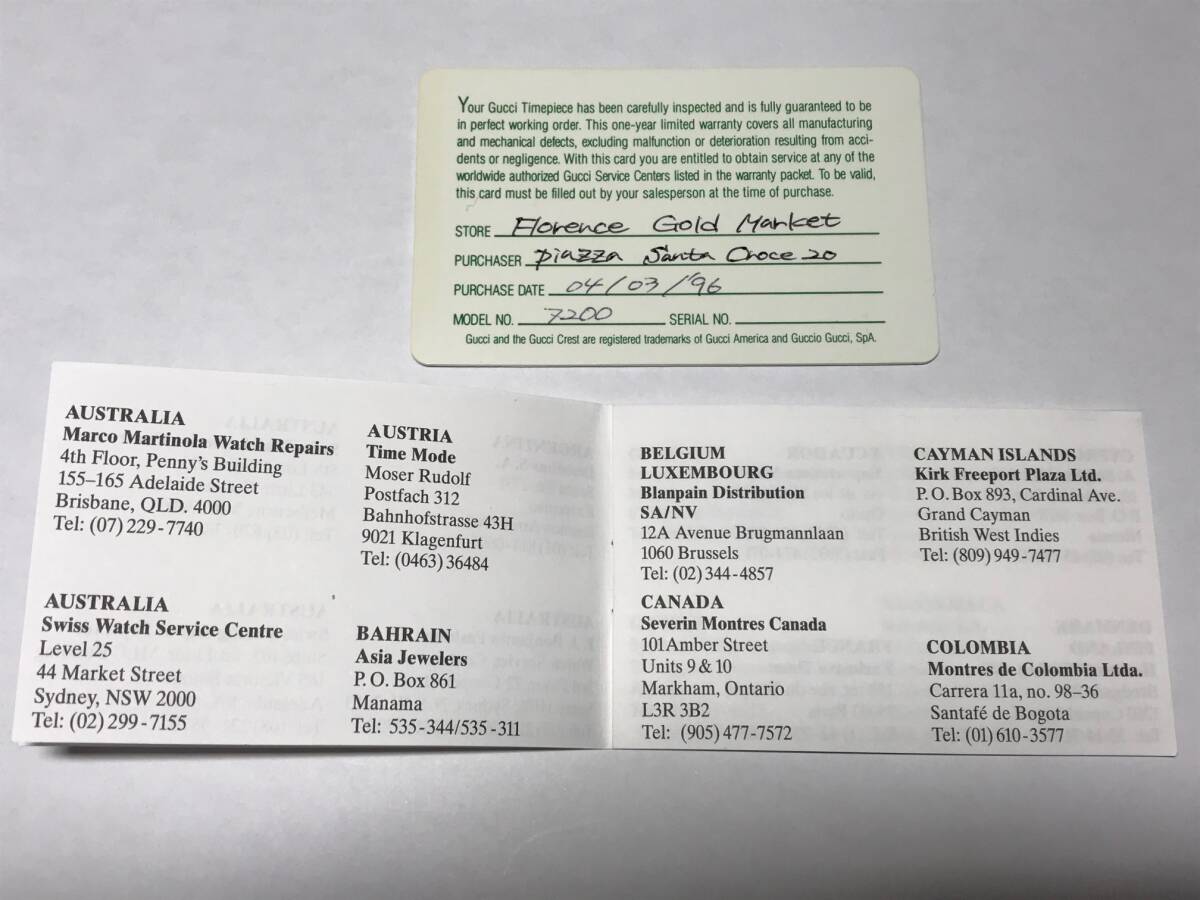 Your Gucci Timepiece has been carefully inspected and is fully guaranteed to be
in perfect working order. This one-year limited warranty covers all manufacturing
and mechanical defects, excluding malfunction or deterioration resulting from acci-
dents or negligence. With this card you are entitled to obtain service at any of the
worldwide authorized Gucci Service Centers listed in the warranty packet. To be valid,
this card must be filled out by your salesperson at the time of purchase.
STORE Florence Gold Market
PURCHASER Piazza Santa Croce 20
PURCHASE DATE 04/03/'96
MODEL NO. 7200 SERIAL NO.
Gucci and the Gucci Crest are registered trademarks of Gucci America and Guccio Gucci, SpA.
AUSTRALIA
Marco Martinola Watch Repairs
4th Floor, Penny's Building
155-165 Adelaide Street
Brisbane, QLD. 4000
Tel: (07) 229-7740
AUSTRALIA
Swiss Watch Service Centre
Level 25
44 Market Street
Sydney, NSW 2000
Tel: (02) 299-7155
AUSTRIA
Time Mode
Moser Rudolf
Postfach 312
Bahnhofstrasse 43H
9021 Klagenfurt
Tel: (0463) 36484
BAHRAIN
Asia Jewelers
P.O. Box 861
Manama
Tel: 535-344/535-311
BELGIUM
LUXEMBOURG
Blanpain Distribution
SA/NV
12A Avenue Brugmannlaan
1060 Brussels
Tel: (02) 344-4857
CANADA
Severin Montres Canada
101 Amber Street
Units 9 & 10
Markham, Ontario
L3R 3B2
Tel: (905) 477-7572
CAYMAN ISLANDS
Kirk Freeport Plaza Ltd.
P.O. Box 893, Cardinal Ave.
Grand Cayman
British West Indies
Tel: (809) 949-7477
COLOMBIA
Montres de Colombia Ltda.
Carrera 11a, no. 98-36
Santafé de Bogota
Tel: (01) 610-3577